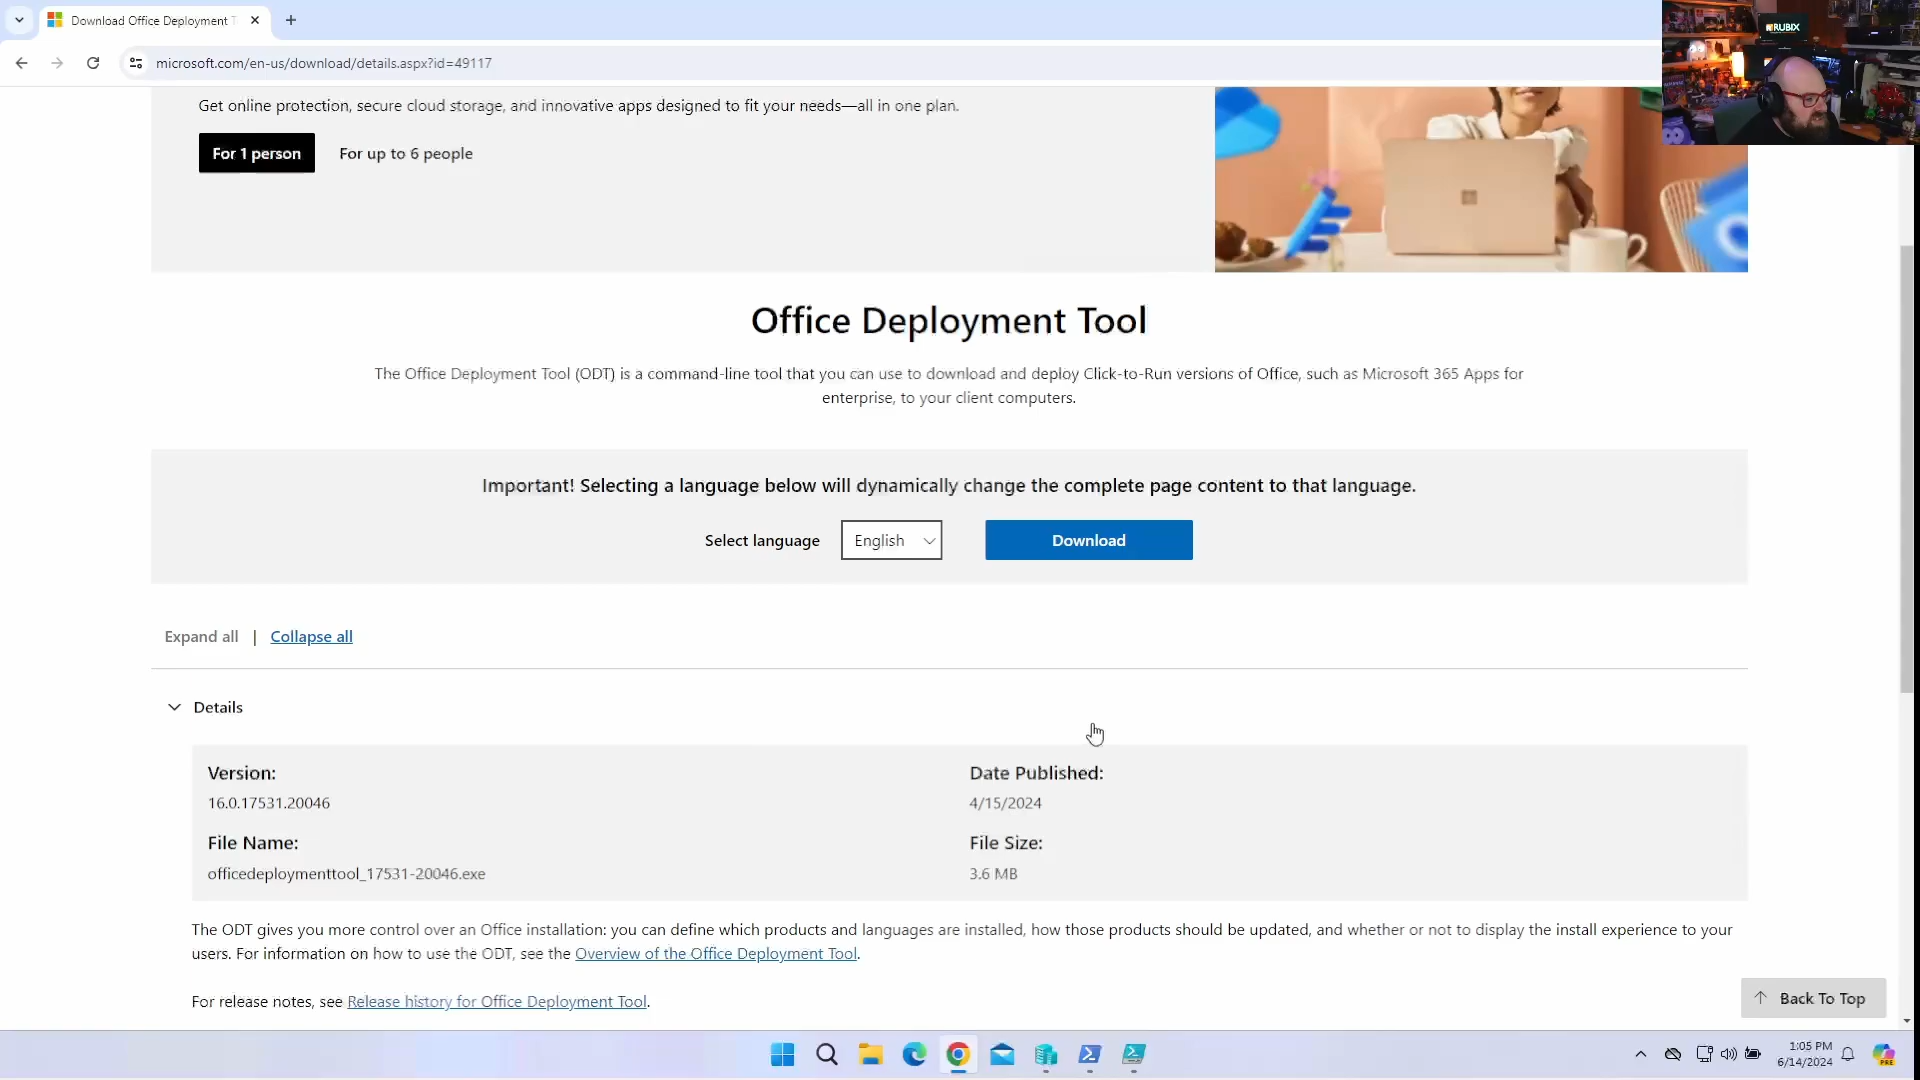 Download Office Deployment T
microsoft.com/en-us/download/details.aspx?id=49117
RUBIX
Get online protection, secure cloud storage, and innovative apps designed to fit your needs—all in one plan.
For 1 person
For up to 6 people
Office Deployment Tool
The Office Deployment Tool (ODT) is a command-line tool that you can use to download and deploy Click-to-Run versions of Office, such as Microsoft 365 Apps for
enterprise, to your client computers.
Important! Selecting a language below will dynamically change the complete page content to that language.
Select language
English
Download
Expand all | Collapse all
Details
Version:
16.0.17531.20046
Date Published:
4/15/2024
File Name:
officedeploymenttool_17531-20046.exe
File Size:
3.6 MB
The ODT gives you more control over an Office installation: you can define which products and languages are installed, how those products should be updated, and whether or not to display the install experience to your
users. For information on how to use the ODT, see the Overview of the Office Deployment Tool.
For release notes, see Release history for Office Deployment Tool.
Back To Top
1:05 PM
6/14/2024
PRE